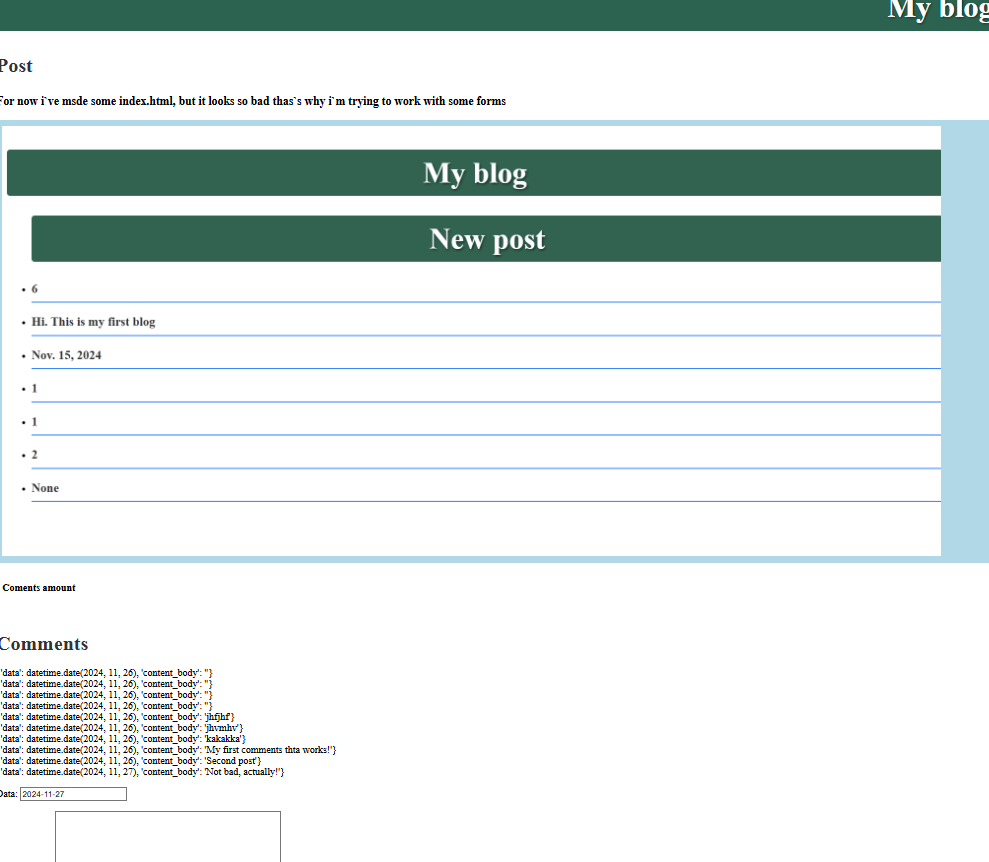 My blog
Post
For now i`ve msde some index.html, but it looks so bad thas`s why i`m trying to work with some forms
My blog
New post
• 6
• Hi. This is my first blog
• Nov. 15, 2024
• 1
• 1
• 2
• None
Coments amount
Comments
'data': datetime.date(2024, 11, 26), 'content_body': ''}
'data': datetime.date(2024, 11, 26), 'content_body': ''}
'data': datetime.date(2024, 11, 26), 'content_body': ''}
'data': datetime.date(2024, 11, 26), 'content_body': ''}
'data': datetime.date(2024, 11, 26), 'content_body': 'jhfjhf'}
'data': datetime.date(2024, 11, 26), 'content_body': 'jhvmhv'}
'data': datetime.date(2024, 11, 26), 'content_body': 'kakakka'}
'data': datetime.date(2024, 11, 26), 'content_body': 'My first comments thta works!'}
'data': datetime.date(2024, 11, 26), 'content_body': 'Second post'}
'data': datetime.date(2024, 11, 27), 'content_body': 'Not bad, actually!'}
Data: 2024-11-27